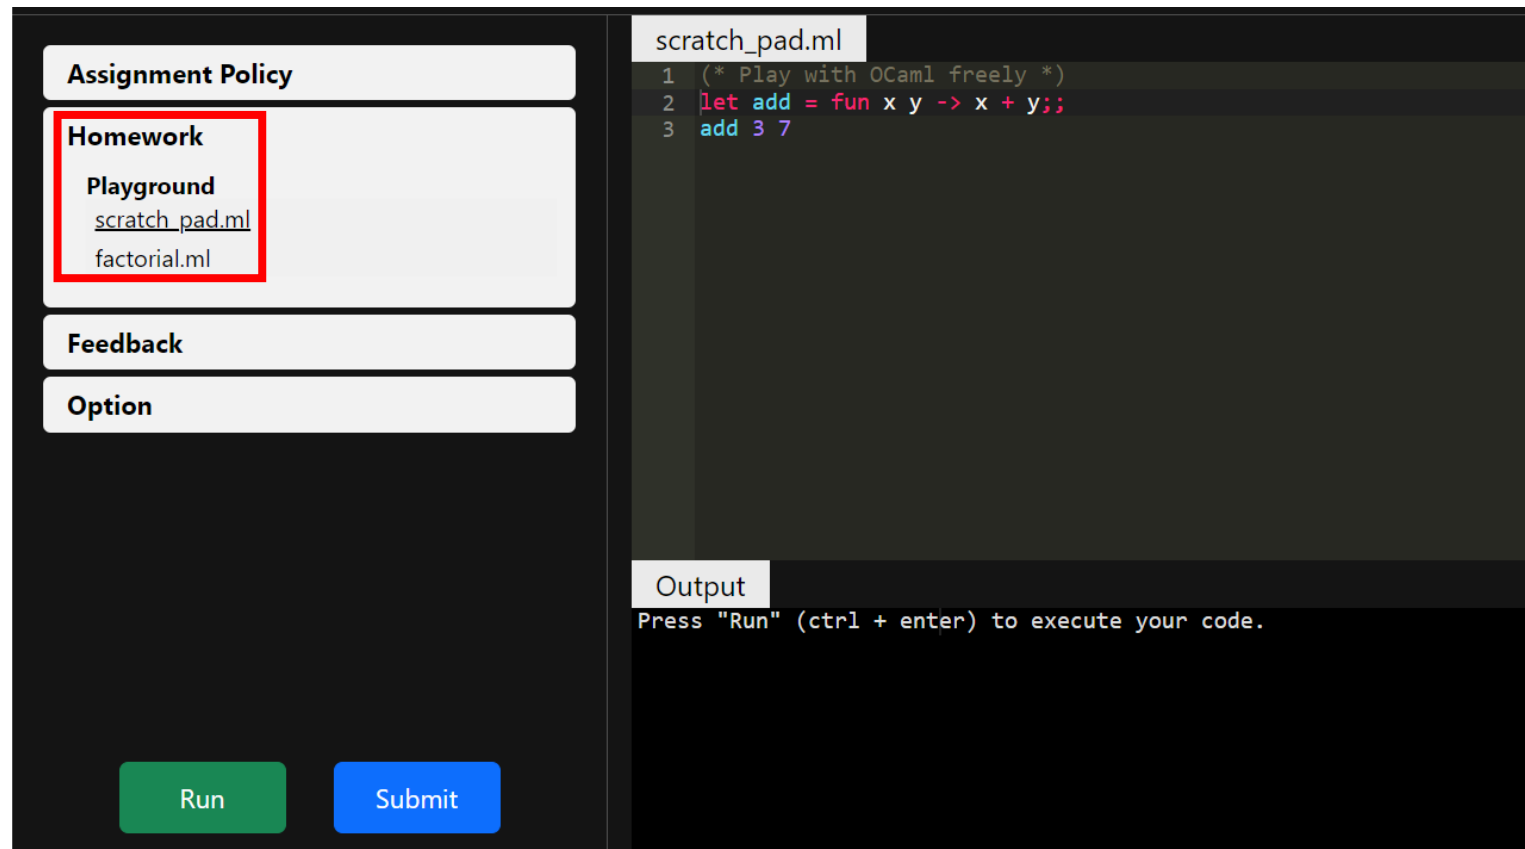 Assignment Policy
Homework
Playground
scratch_pad.ml
factorial.ml
Feedback
Option
Run
Submit
scratch_pad.ml
1 (* Play with OCaml freely *)
2 let add = fun x y -> x + y;;
3 add 3 7
Output
Press "Run" (ctrl + enter) to execute your code.